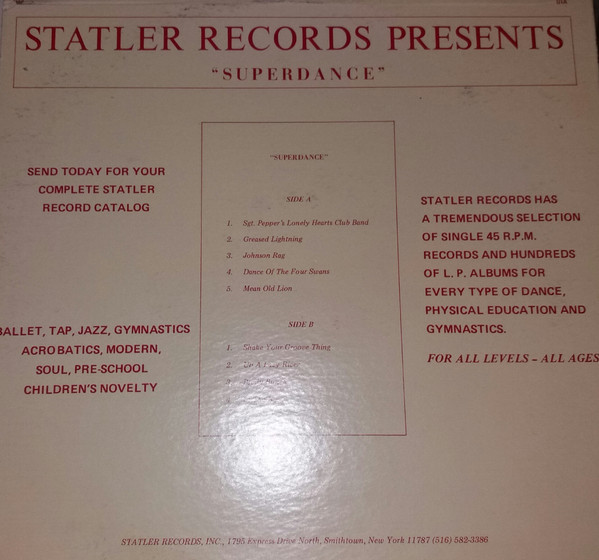 STATLER RECORDS PRESENTS
"SUPERDANCE"
SEND TODAY FOR YOUR
COMPLETE STATLER
RECORD CATALOG
BALLET, TAP, JAZZ, GYMNASTICS
ACROBATICS, MODERN,
SOUL, PRE-SCHOOL
CHILDREN'S NOVELTY
"SUPERDANCE"
SIDE A
1. Sgt. Pepper's Lonely Hearts Club Band
2. Greased Lightning
3. Johnson Rag
4. Dance Of The Four Swans
5. Mean Old Lion
SIDE B
1. Shake Your Groove Thing
2. Up A
3.
STATLER RECORDS HAS
A TREMENDOUS SELECTION
OF SINGLE 45 R.P.M.
RECORDS AND HUNDREDS
OF L. P. ALBUMS FOR
EVERY TYPE OF DANCE,
PHYSICAL EDUCATION AND
GYMNASTICS.
FOR ALL LEVELS – ALL AGES
STATLER RECORDS, INC., 1795 Express Drive North, Smithtown, New York 11787 (516) 582-3386